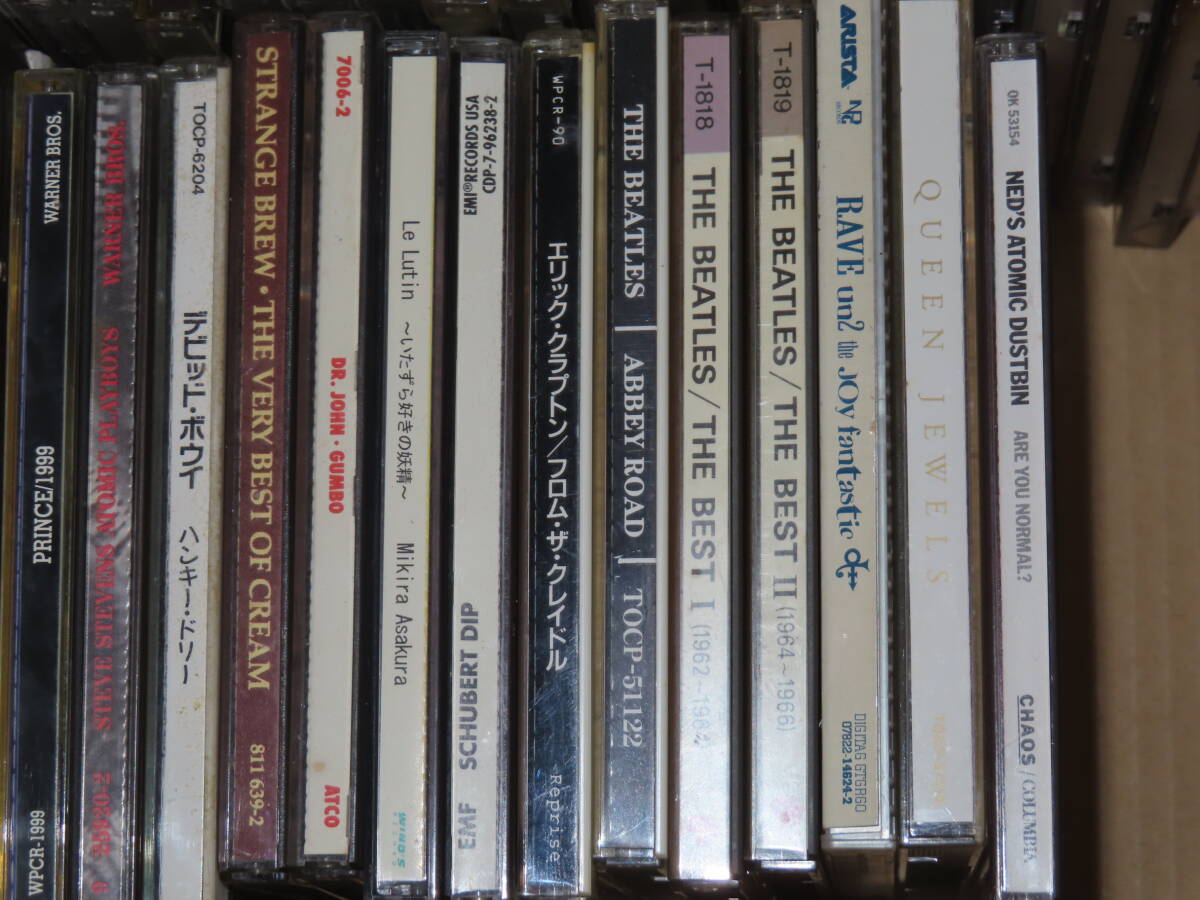 WARNER BROS. PRINCE/1999 WPCR-1999
WARNER BROS. STEVE STEVENS ATOMIC PLAYBOYS
TOCP-6204 デビッド・ボウイ ハンキー・ドリー
STRANGE BREW・THE VERY BEST OF CREAM 811 639-2
7006-2 DR. JOHN・GUMBO ATCO
Le Lutin ～いたずら好きの妖精～ Mikira Asakura WIND'S
EMI® RECORDS USA
CDP-7-96238-2
EMF SCHUBERT DIP
WPCR-90 エリック・クラプトン/フロム・ザ・クレイドル Reprise
THE BEATLES ABBEY ROAD TOCP-51122
T-1818 THE BEATLES/THE BEST I (1962～1964)
T-1819 THE BEATLES/THE BEST II (1964～1966)
ARISTA NPG RAVE un2 the JOy fantastic
DIGITAG GTGRGO
07822-14624-2
QUEEN JEWELS
OK 53154 NED'S ATOMIC DUSTBIN ARE YOU NORMAL? CHAOS/COLUMBIA